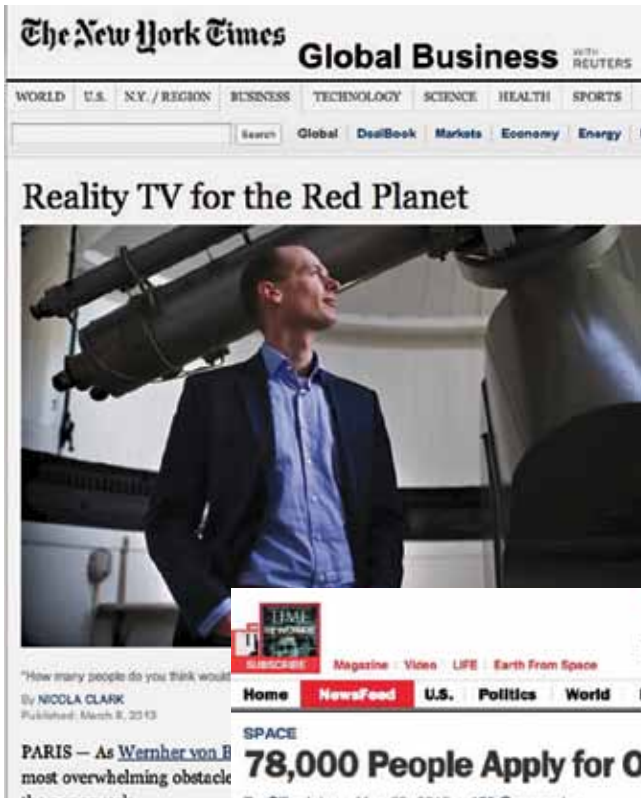 The New York Times
Global Business WITH REUTERS
WORLD U.S. N.Y. / REGION BUSINESS TECHNOLOGY SCIENCE HEALTH SPORTS
Search Global DealBook Markets Economy Energy
Reality TV for the Red Planet
"How many people do you think would
By NICOLA CLARK
Published: March 8, 2013
PARIS — As Wernher von B
most overwhelming obstacle
TIME
SUBSCRIBE
Magazine Video LIFE Earth From Space
Home NewsFeed U.S. Politics World
SPACE
78,000 People Apply for O